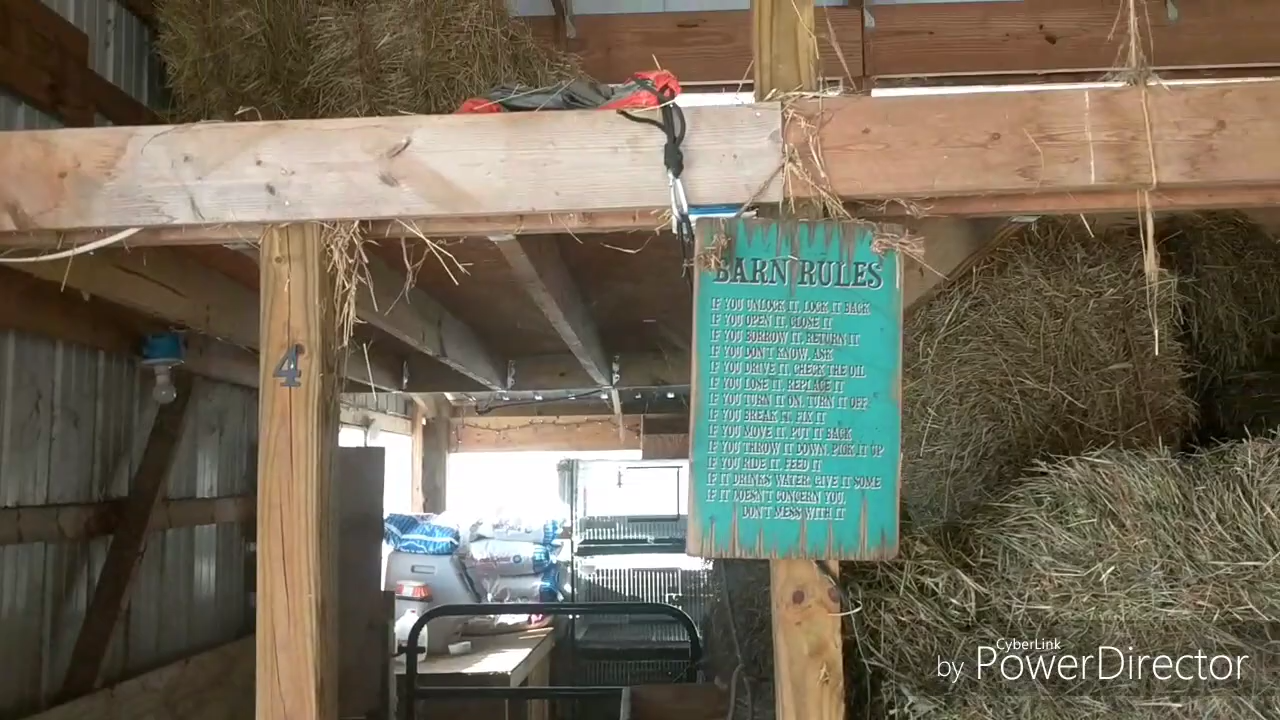 4
BARN RULES
IF YOU UNLOCK IT, LOCK IT BACK
IF YOU OPEN IT, CLOSE IT
IF YOU BORROW IT, RETURN IT
IF YOU DON'T KNOW, ASK
IF YOU DRIVE IT, CHECK THE OIL
IF YOU LOSE IT, REPLACE IT
IF YOU TURN IT ON, TURN IT OFF
IF YOU BREAK IT, FIX IT
IF YOU MOVE IT, PUT IT BACK
IF YOU THROW IT DOWN, PICK IT UP
IF YOU RIDE IT, FEED IT
IF IT DRINKS WATER, GIVE IT SOME
IF IT DOESN'T CONCERN YOU,
DON'T MESS WITH IT
by CyberLink PowerDirector